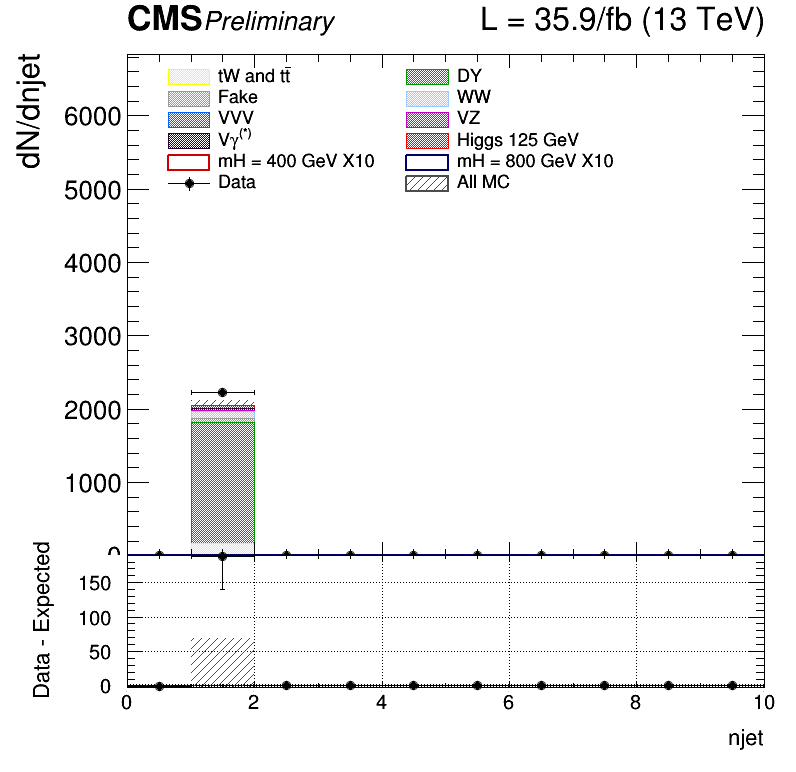 CMS Preliminary L = 35.9/fb (13 TeV)
dN/dnjet
tW and tt̄ DY
Fake WW
VVV VZ
Vγ(*) Higgs 125 GeV
mH = 400 GeV X10 mH = 800 GeV X10
Data All MC
6000
5000
4000
3000
2000
1000
0
Data - Expected
150
100
50
0
0 2 4 6 8 10
njet